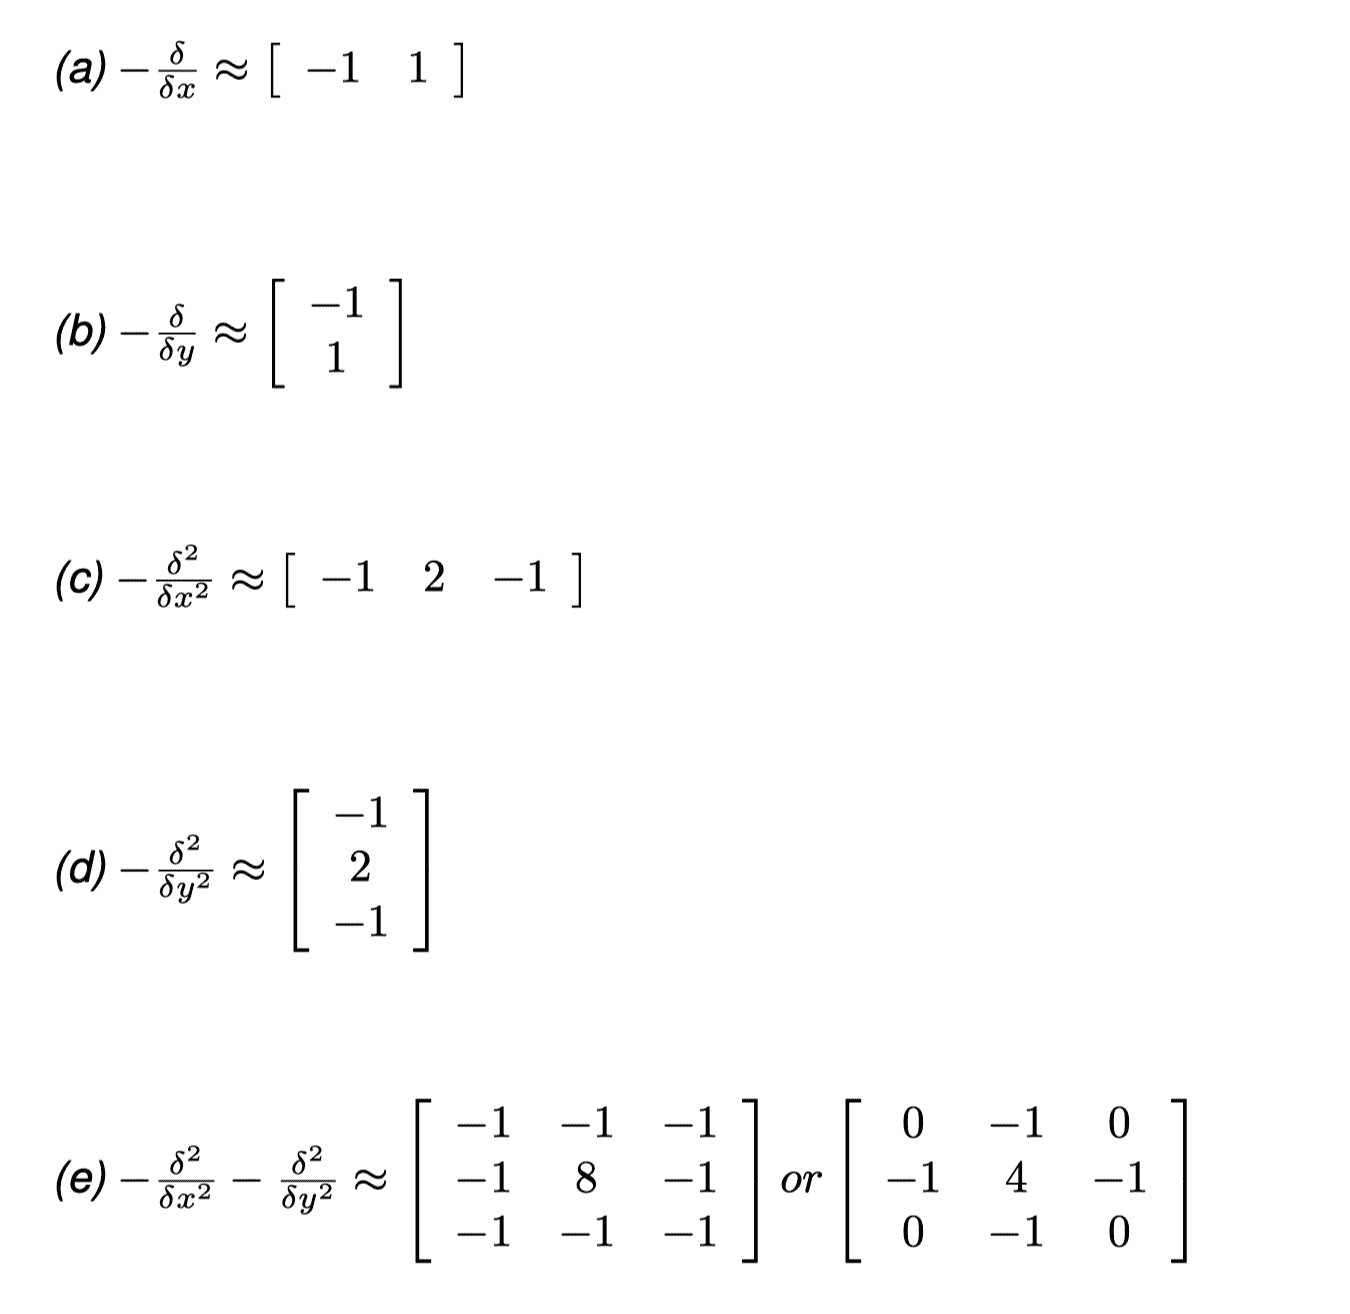 (a) −δ/δx ≈ [ −1 1 ]
(b) −δ/δy ≈ [ −1 ; 1 ]
(c) −δ²/δx² ≈ [ −1 2 −1 ]
(d) −δ²/δy² ≈ [ −1 ; 2 ; −1 ]
(e) −δ²/δx² − δ²/δy² ≈ [ −1 −1 −1 ; −1 8 −1 ; −1 −1 −1 ] or [ 0 −1 0 ; −1 4 −1 ; 0 −1 0 ]